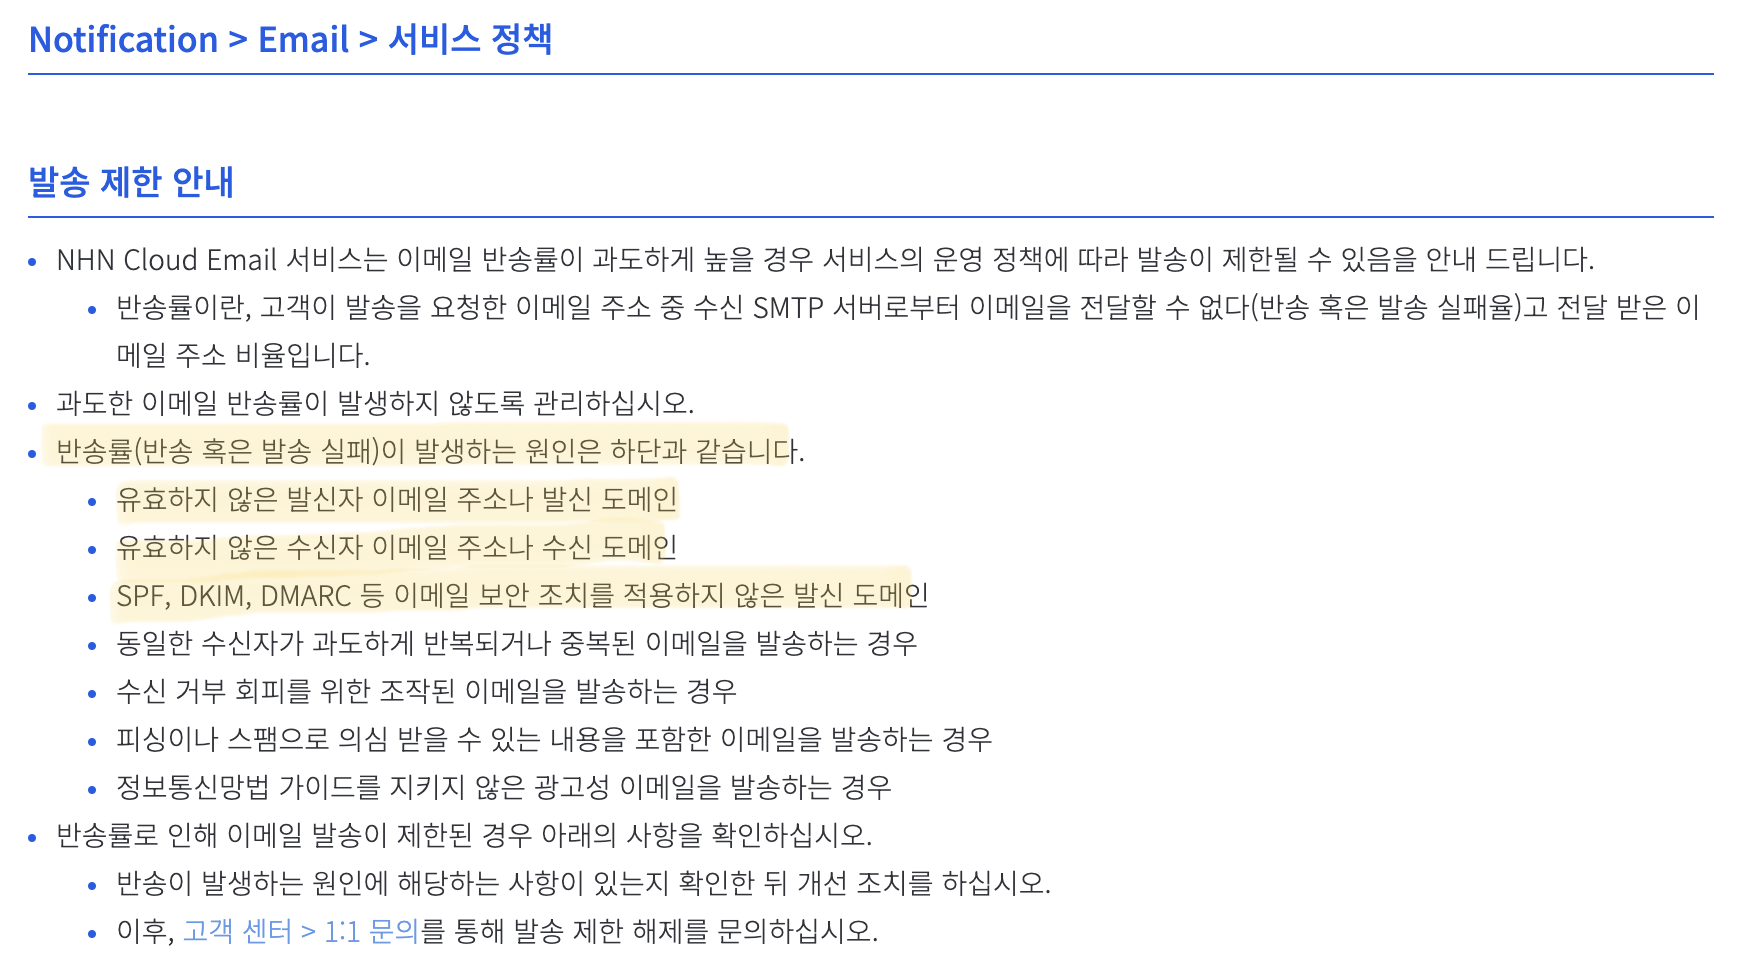 Notification > Email > 서비스 정책
발송 제한 안내
NHN Cloud Email 서비스는 이메일 반송률이 과도하게 높을 경우 서비스의 운영 정책에 따라 발송이 제한될 수 있음을 안내 드립니다.
반송률이란, 고객이 발송을 요청한 이메일 주소 중 수신 SMTP 서버로부터 이메일을 전달할 수 없다(반송 혹은 발송 실패율)고 전달 받은 이
메일 주소 비율입니다.
과도한 이메일 반송률이 발생하지 않도록 관리하십시오.
반송률(반송 혹은 발송 실패)이 발생하는 원인은 하단과 같습니다.
유효하지 않은 발신자 이메일 주소나 발신 도메인
유효하지 않은 수신자 이메일 주소나 수신 도메인
SPF, DKIM, DMARC 등 이메일 보안 조치를 적용하지 않은 발신 도메인
동일한 수신자가 과도하게 반복되거나 중복된 이메일을 발송하는 경우
수신 거부 회피를 위한 조작된 이메일을 발송하는 경우
피싱이나 스팸으로 의심 받을 수 있는 내용을 포함한 이메일을 발송하는 경우
정보통신망법 가이드를 지키지 않은 광고성 이메일을 발송하는 경우
반송률로 인해 이메일 발송이 제한된 경우 아래의 사항을 확인하십시오.
반송이 발생하는 원인에 해당하는 사항이 있는지 확인한 뒤 개선 조치를 하십시오.
이후, 고객 센터 > 1:1 문의를 통해 발송 제한 해제를 문의하십시오.